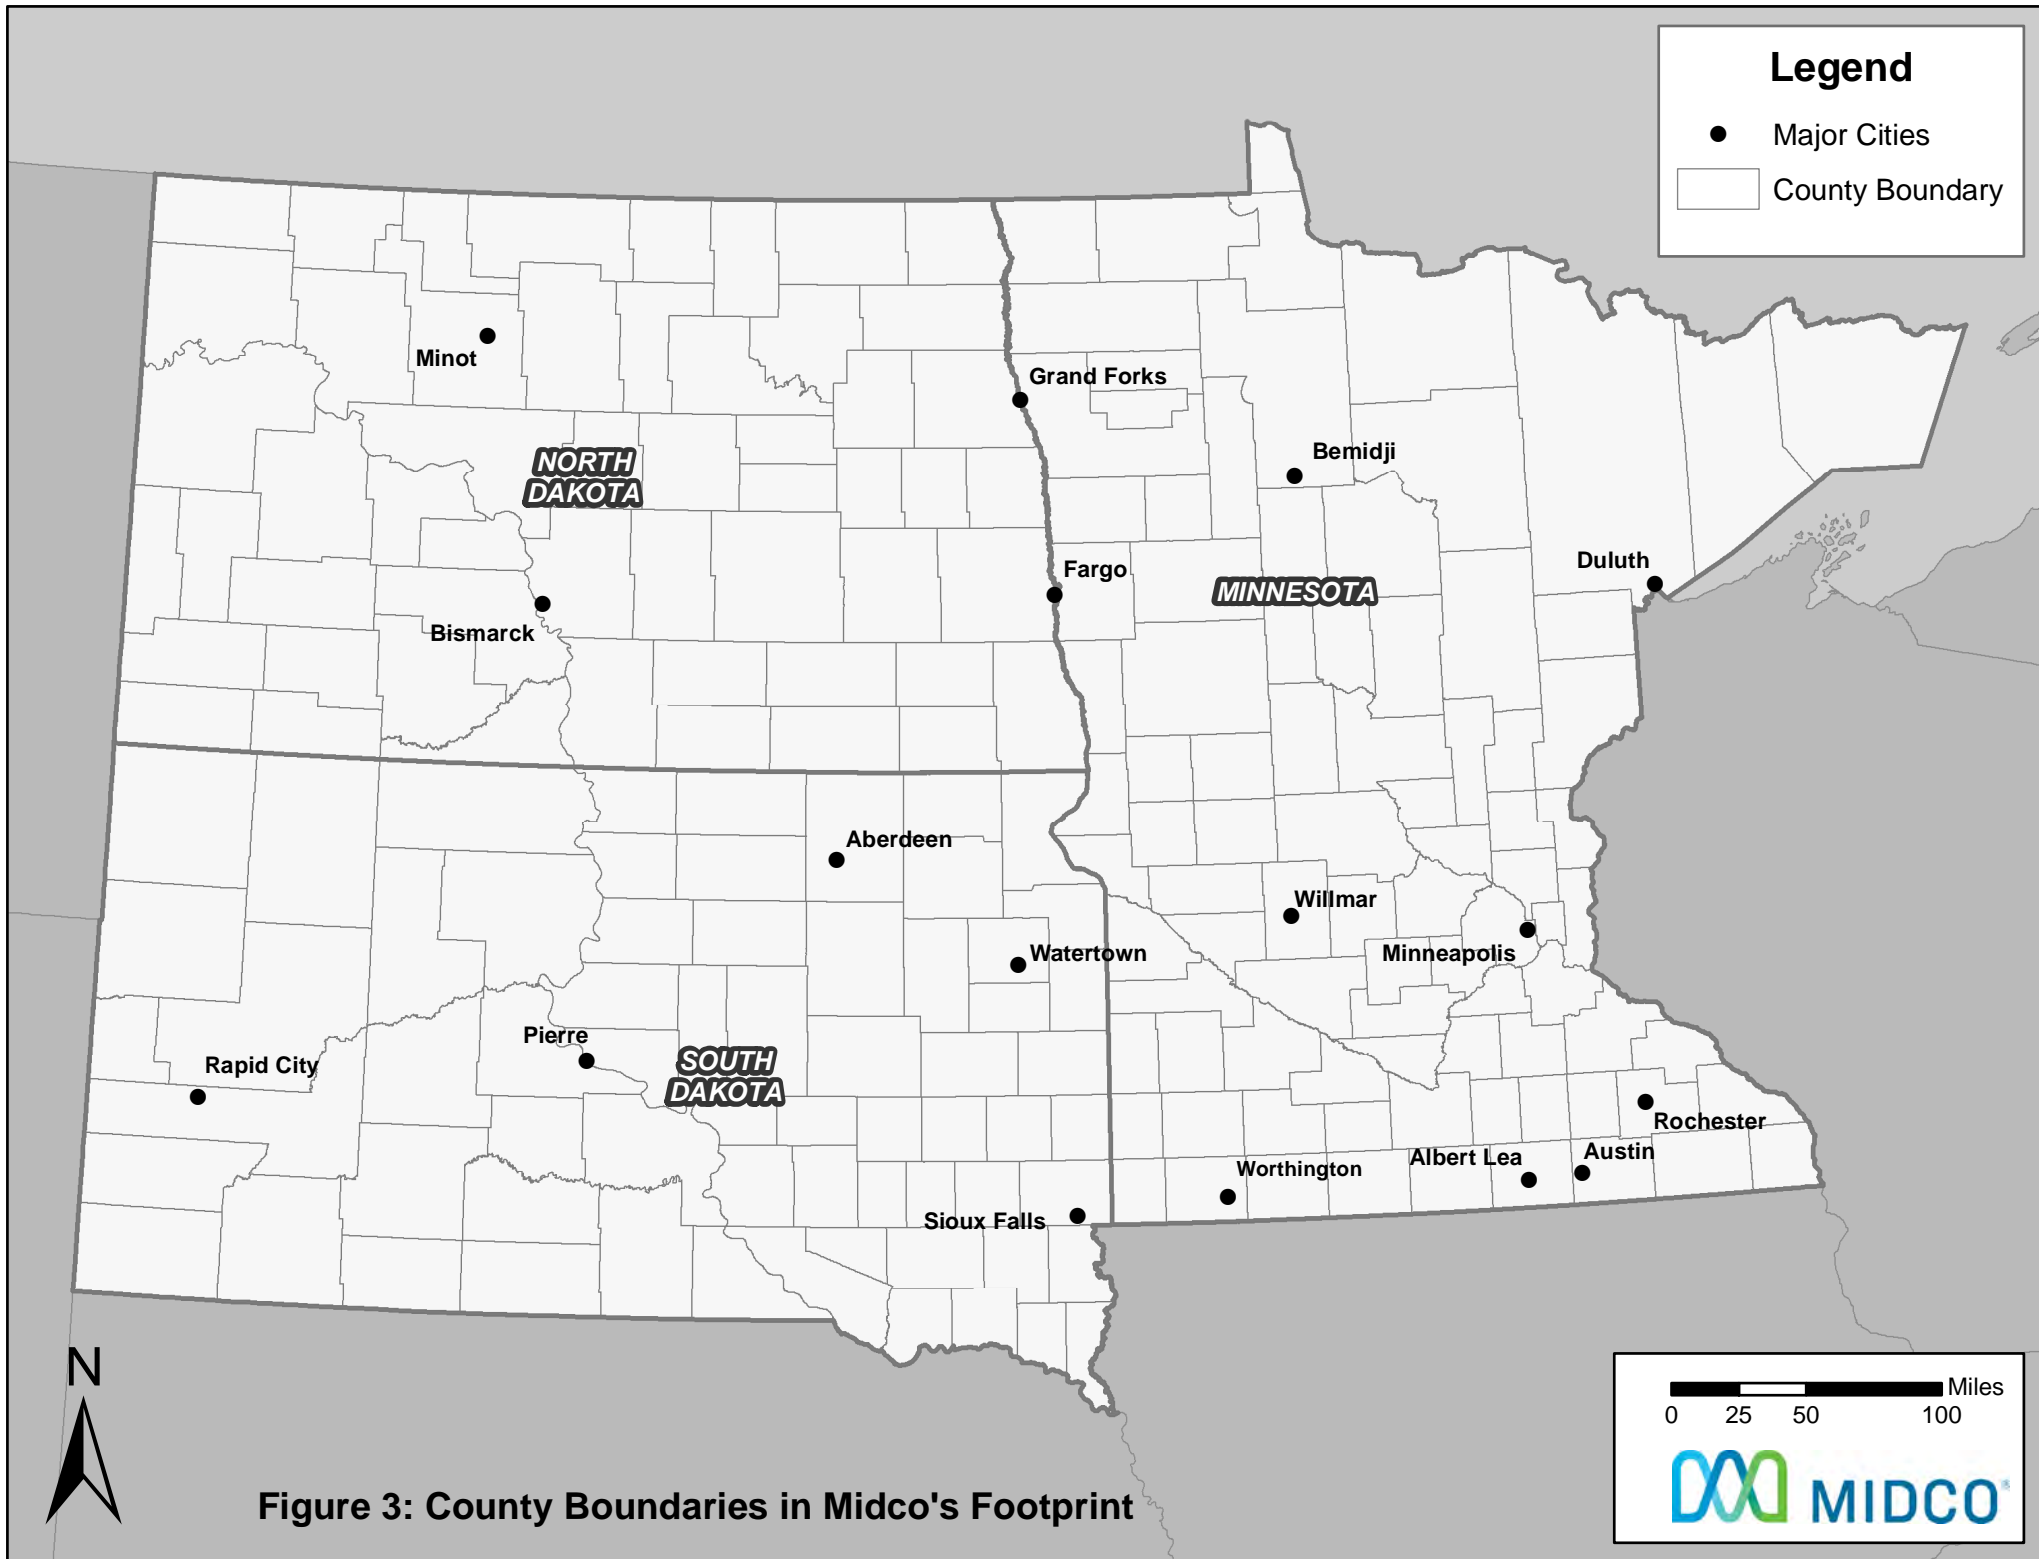 Legend
Major Cities
County Boundary
Minot
Grand Forks
Bemidji
NORTH
DAKOTA
Duluth
Fargo
MINNESOTA
Bismarck
Aberdeen
Willmar
Watertown
Minneapolis
Pierre
Rapid City
SOUTH
DAKOTA
Rochester
Austin
Albert Lea
Worthington
Sioux Falls
N
Miles
0 25 50 100
MIDCO®
Figure 3: County Boundaries in Midco's Footprint